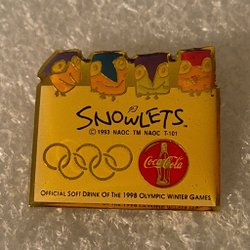 SNOWLETS
© 1993 NAOC TM NAOC T-101
Coca-Cola
OFFICIAL SOFT DRINK OF THE 1998 OLYMPIC WINTER GAMES